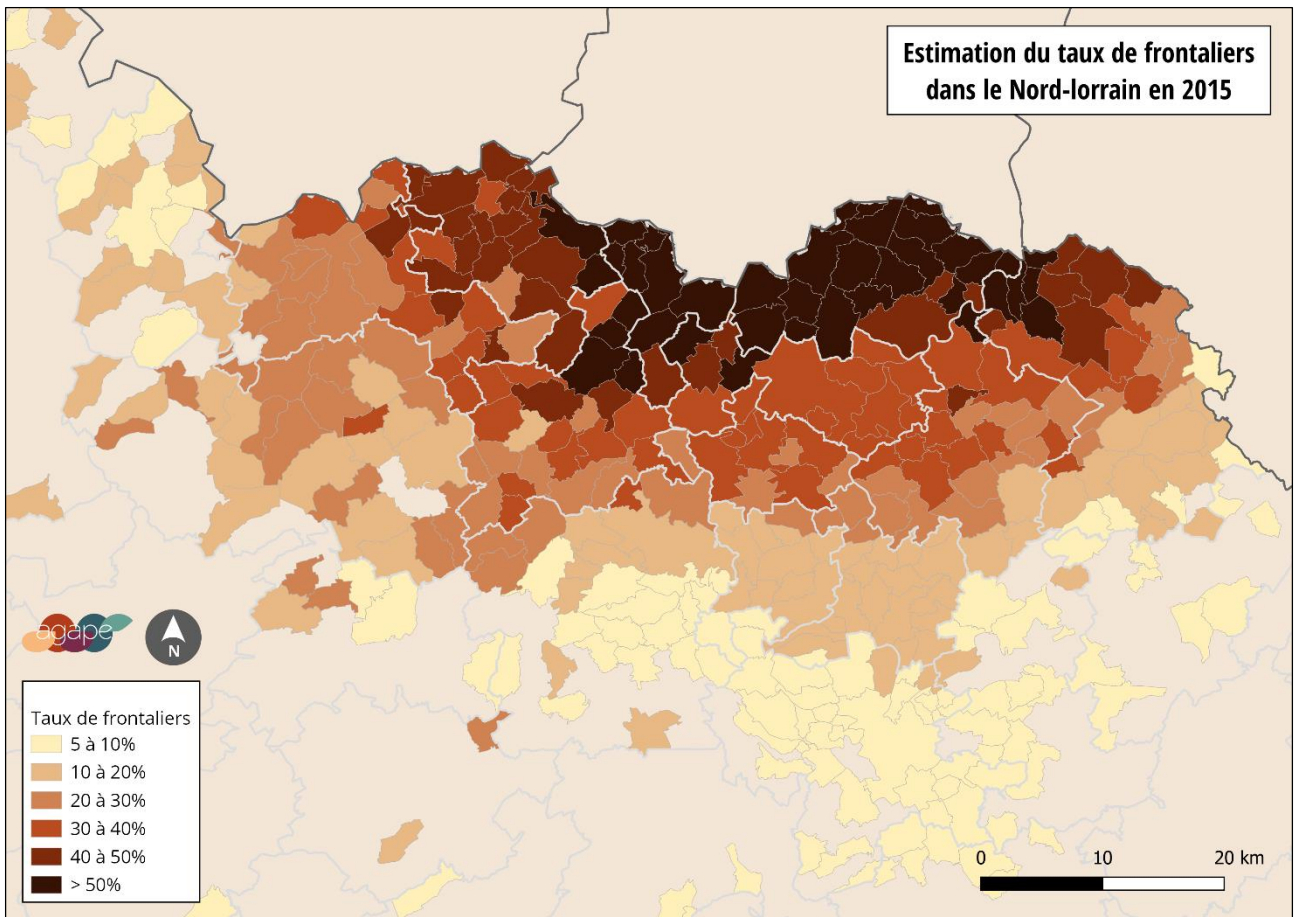 Estimation du taux de frontaliers
dans le Nord-lorrain en 2015
agape
N
Taux de frontaliers
5 à 10%
10 à 20%
20 à 30%
30 à 40%
40 à 50%
> 50%
0 10 20 km